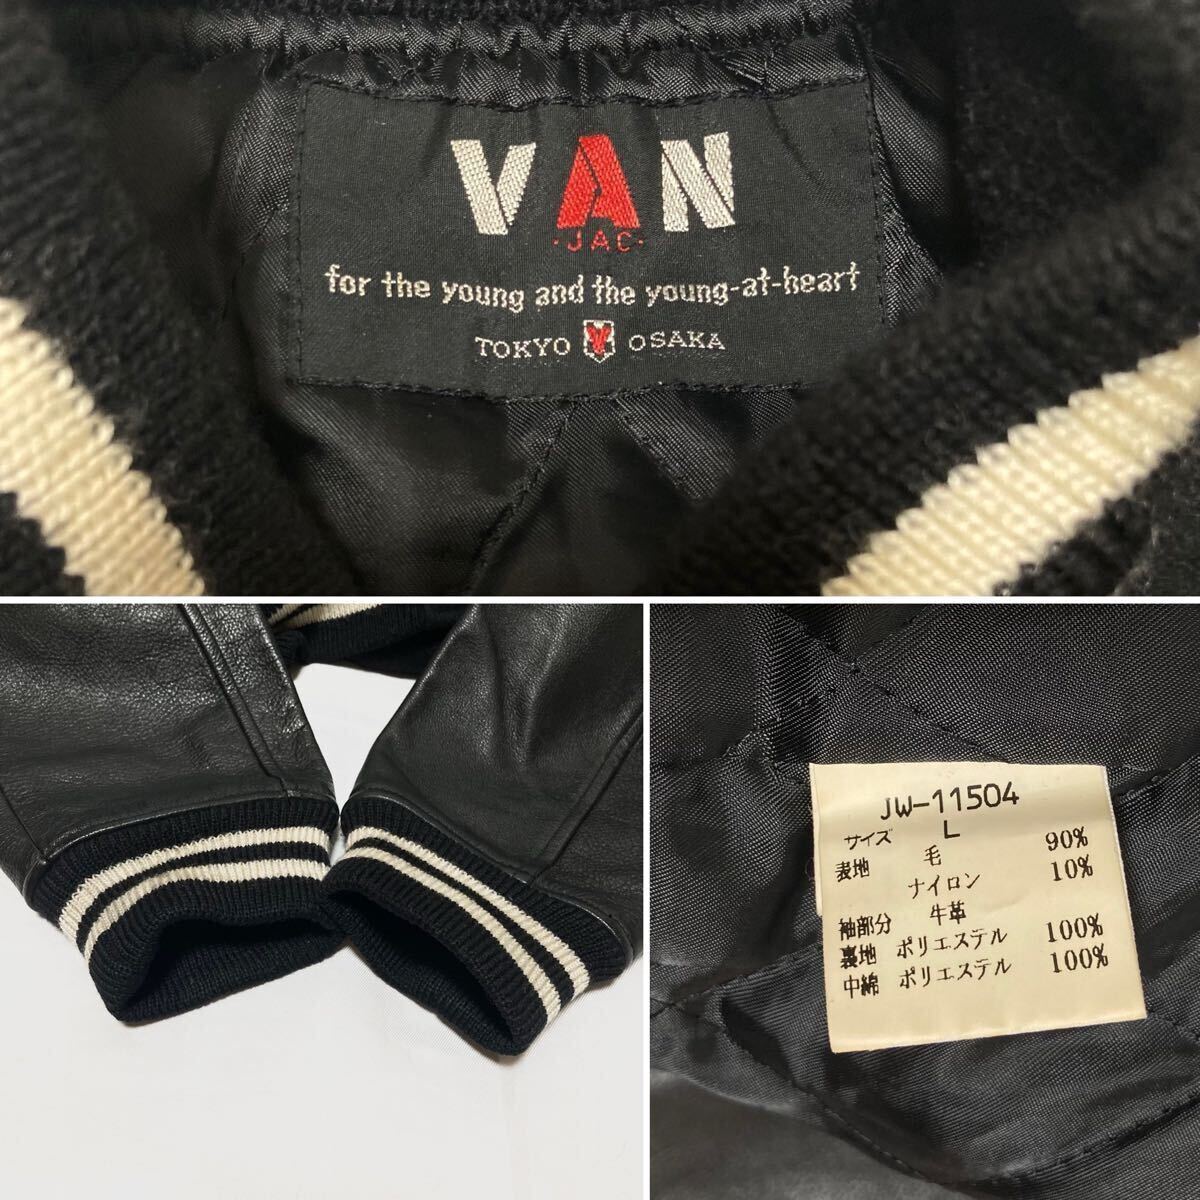 VAN
·JAC·
for the young and the young-at-heart
TOKYO V OSAKA
JW-11504
サイズ L
表地 毛 90%
ナイロン 10%
袖部分 牛革
裏地 ポリエステル 100%
中綿 ポリエステル 100%